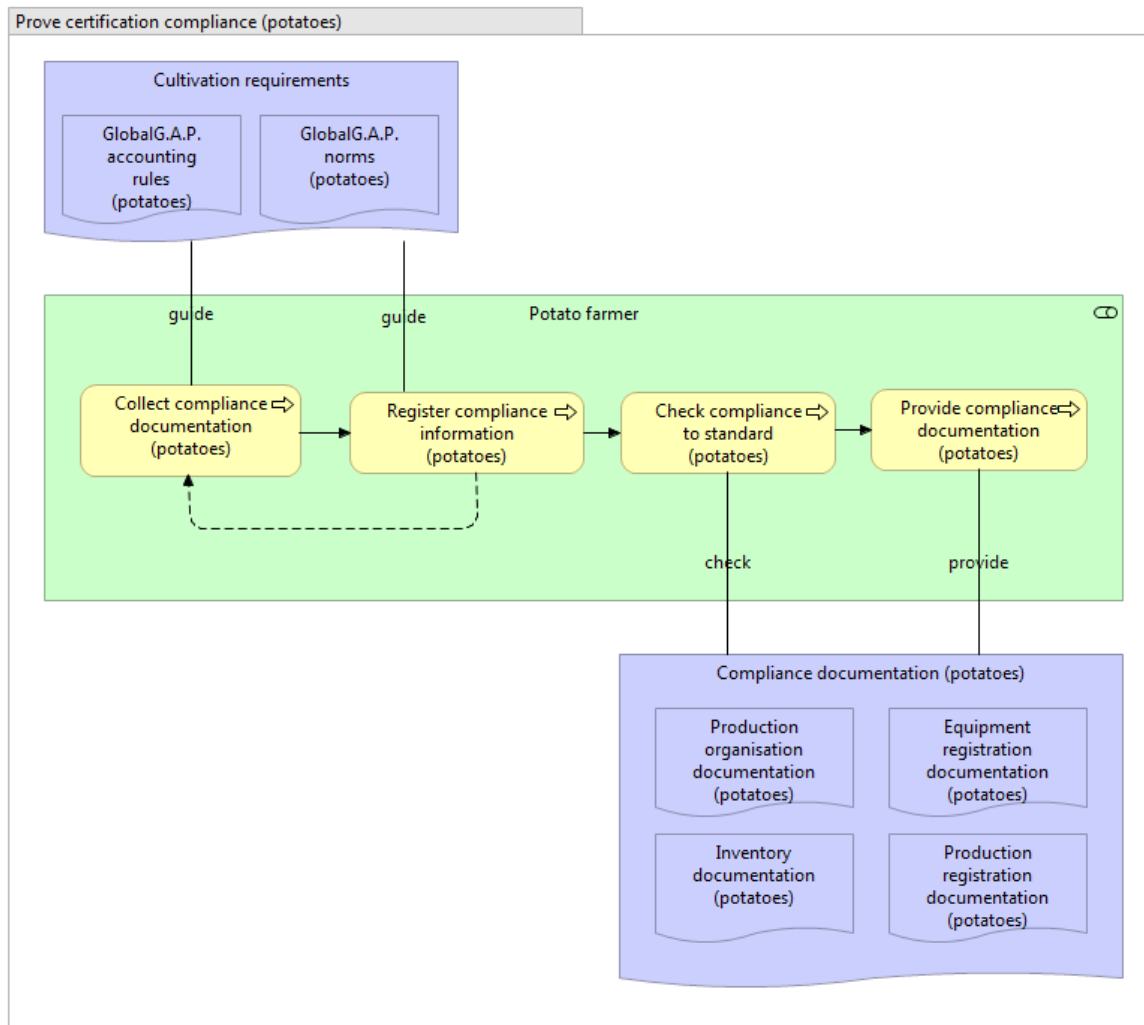 Prove certification compliance (potatoes)
Cultivation requirements
GlobalG.A.P.
accounting
rules
(potatoes)
GlobalG.A.P.
norms
(potatoes)
guide
guide
Potato farmer
Collect compliance
documentation
(potatoes)
Register compliance
information
(potatoes)
Check compliance
to standard
(potatoes)
Provide compliance
documentation
(potatoes)
check
provide
Compliance documentation (potatoes)
Production
organisation
documentation
(potatoes)
Equipment
registration
documentation
(potatoes)
Inventory
documentation
(potatoes)
Production
registration
documentation
(potatoes)